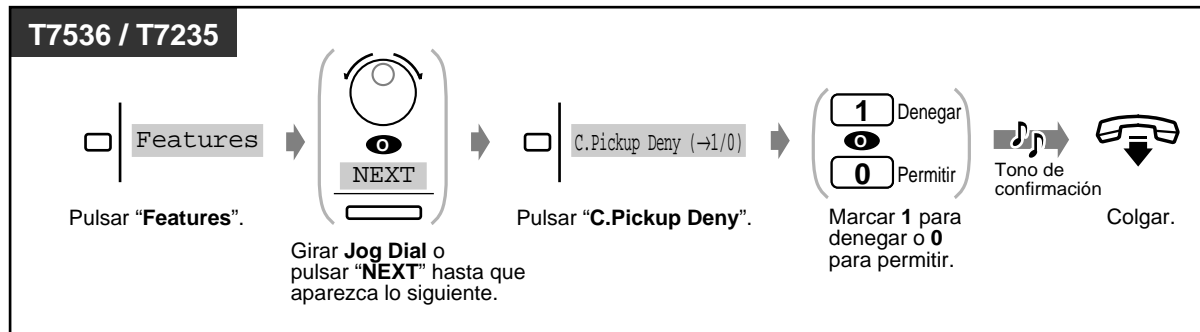 T7536 / T7235
Features
Pulsar “Features”.
o
NEXT
Girar Jog Dial o
pulsar “NEXT” hasta que
aparezca lo siguiente.
C.Pickup Deny (→1/0)
Pulsar “C.Pickup Deny”.
1 Denegar
o
0 Permitir
Marcar 1 para
denegar o 0
para permitir.
Tono de
confirmación
Colgar.